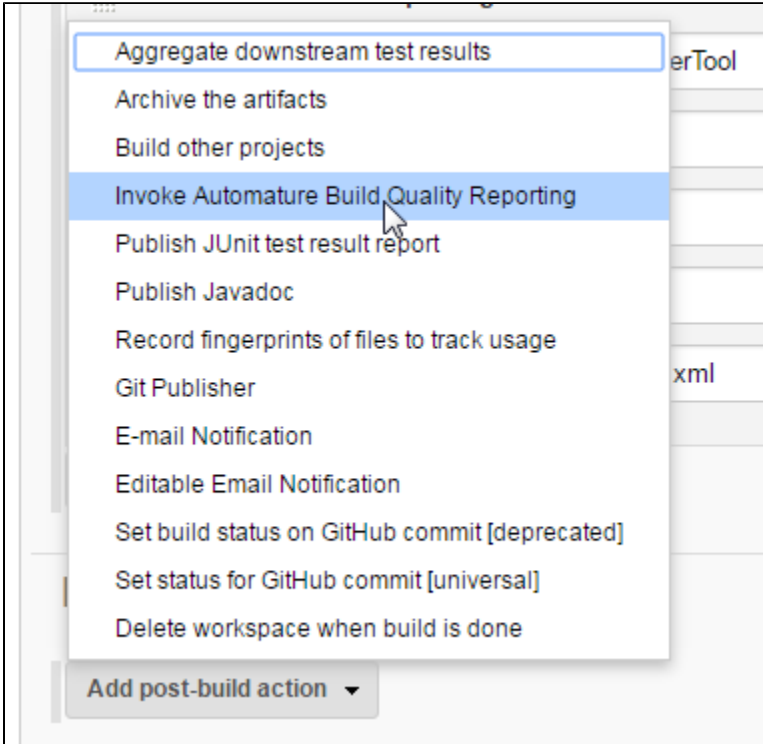 Aggregate downstream test results
erTool
Archive the artifacts
Build other projects
Invoke Automature Build Quality Reporting
Publish JUnit test result report
Publish Javadoc
Record fingerprints of files to track usage
xml
Git Publisher
E-mail Notification
Editable Email Notification
Set build status on GitHub commit [deprecated]
Set status for GitHub commit [universal]
Delete workspace when build is done
Add post-build action